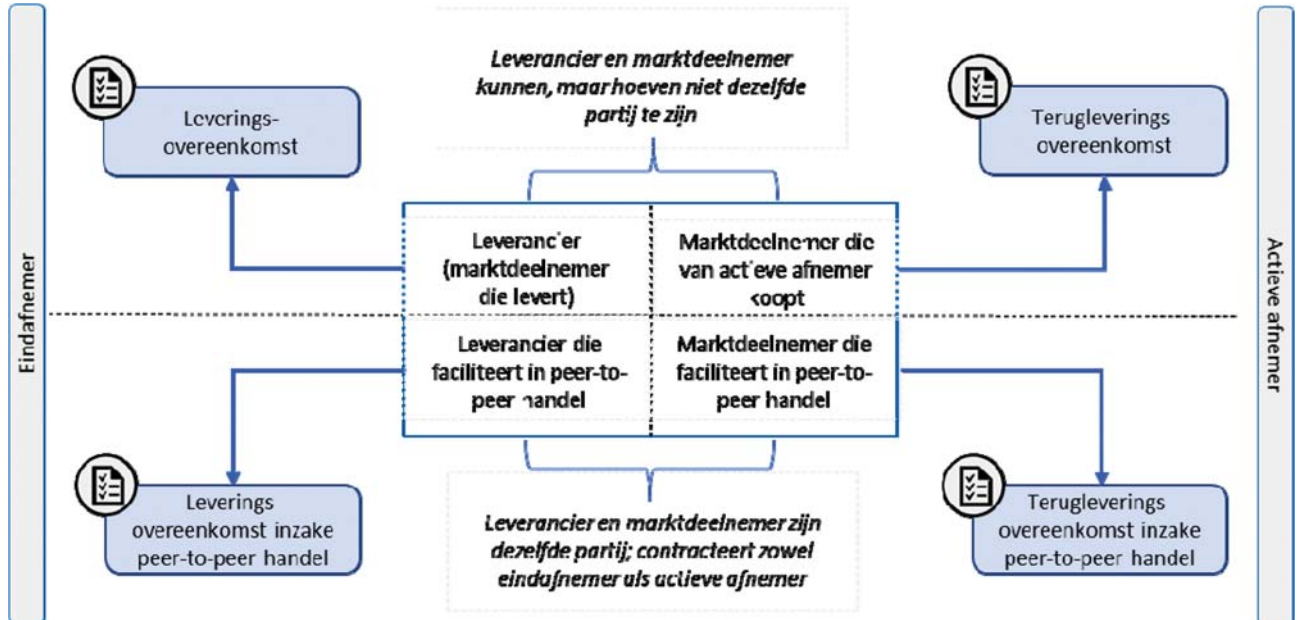 Eindafnemer
Leverings-
overeenkomst
Leverancier en marktdeelnemer
kunnen, maar hoeven niet dezelfde
partij te zijn
Terugleverings
overeenkomst
Leverancier
(marktdeelnemer
die levert)
Marktdeelnemer die
van actieve afnemer
koopt
Leverancier die
faciliteert in peer-to-
peer handel
Marktdeelnemer die
faciliteert in peer-to-
peer handel
Leverings
overeenkomst inzake
peer-to-peer handel
Leverancier en marktdeelnemer zijn
dezelfde partij; contracteert zowel
eindafnemer als actieve afnemer
Terugleverings
overeenkomst inzake
peer-to-peer handel
Actieve afnemer